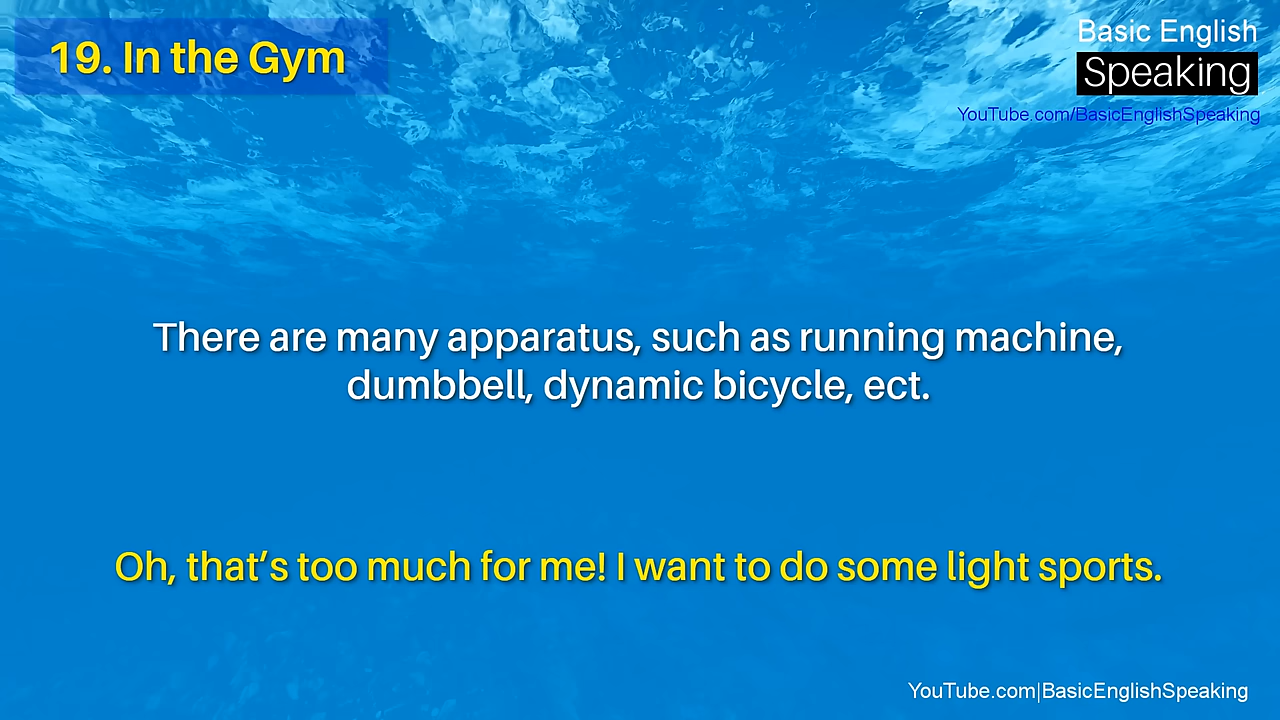 19. In the Gym
Basic English
Speaking
YouTube.com/BasicEnglishSpeaking
There are many apparatus, such as running machine,
dumbbell, dynamic bicycle, ect.
Oh, that’s too much for me! I want to do some light sports.
YouTube.com|BasicEnglishSpeaking